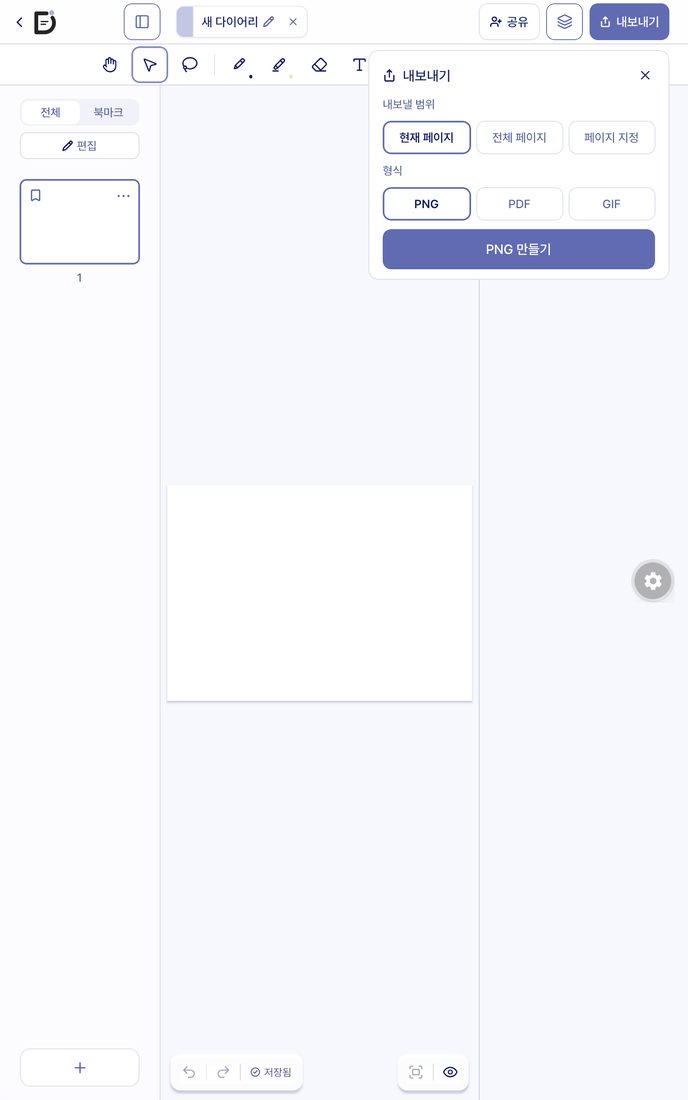 새 다이어리
공유
내보내기
T
내보내기
내보낼 범위
현재 페이지
전체 페이지
페이지 지정
형식
PNG
PDF
GIF
PNG 만들기
전체
북마크
편집
1
저장됨